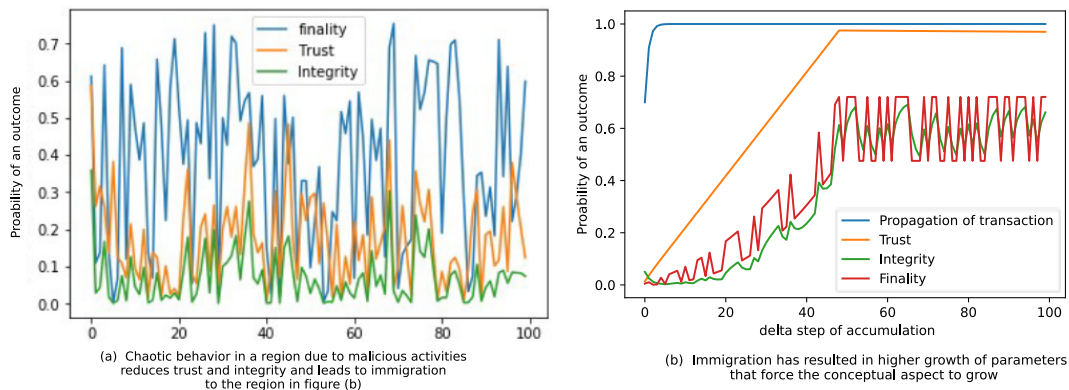 Proability of an outcome
0.7
0.6
0.5
0.4
0.3
0.2
0.1
0.0
finality
Trust
Integrity
0 20 40 60 80 100
(a) Chaotic behavior in a region due to malicious activities
reduces trust and integrity and leads to immigration
to the region in figure (b)
Proability of an outcome
1.0
0.8
0.6
0.4
0.2
0.0
Propagation of transaction
Trust
Integrity
Finality
0 20 40 60 80 100
delta step of accumulation
(b) Immigration has resulted in higher growth of parameters
that force the conceptual aspect to grow